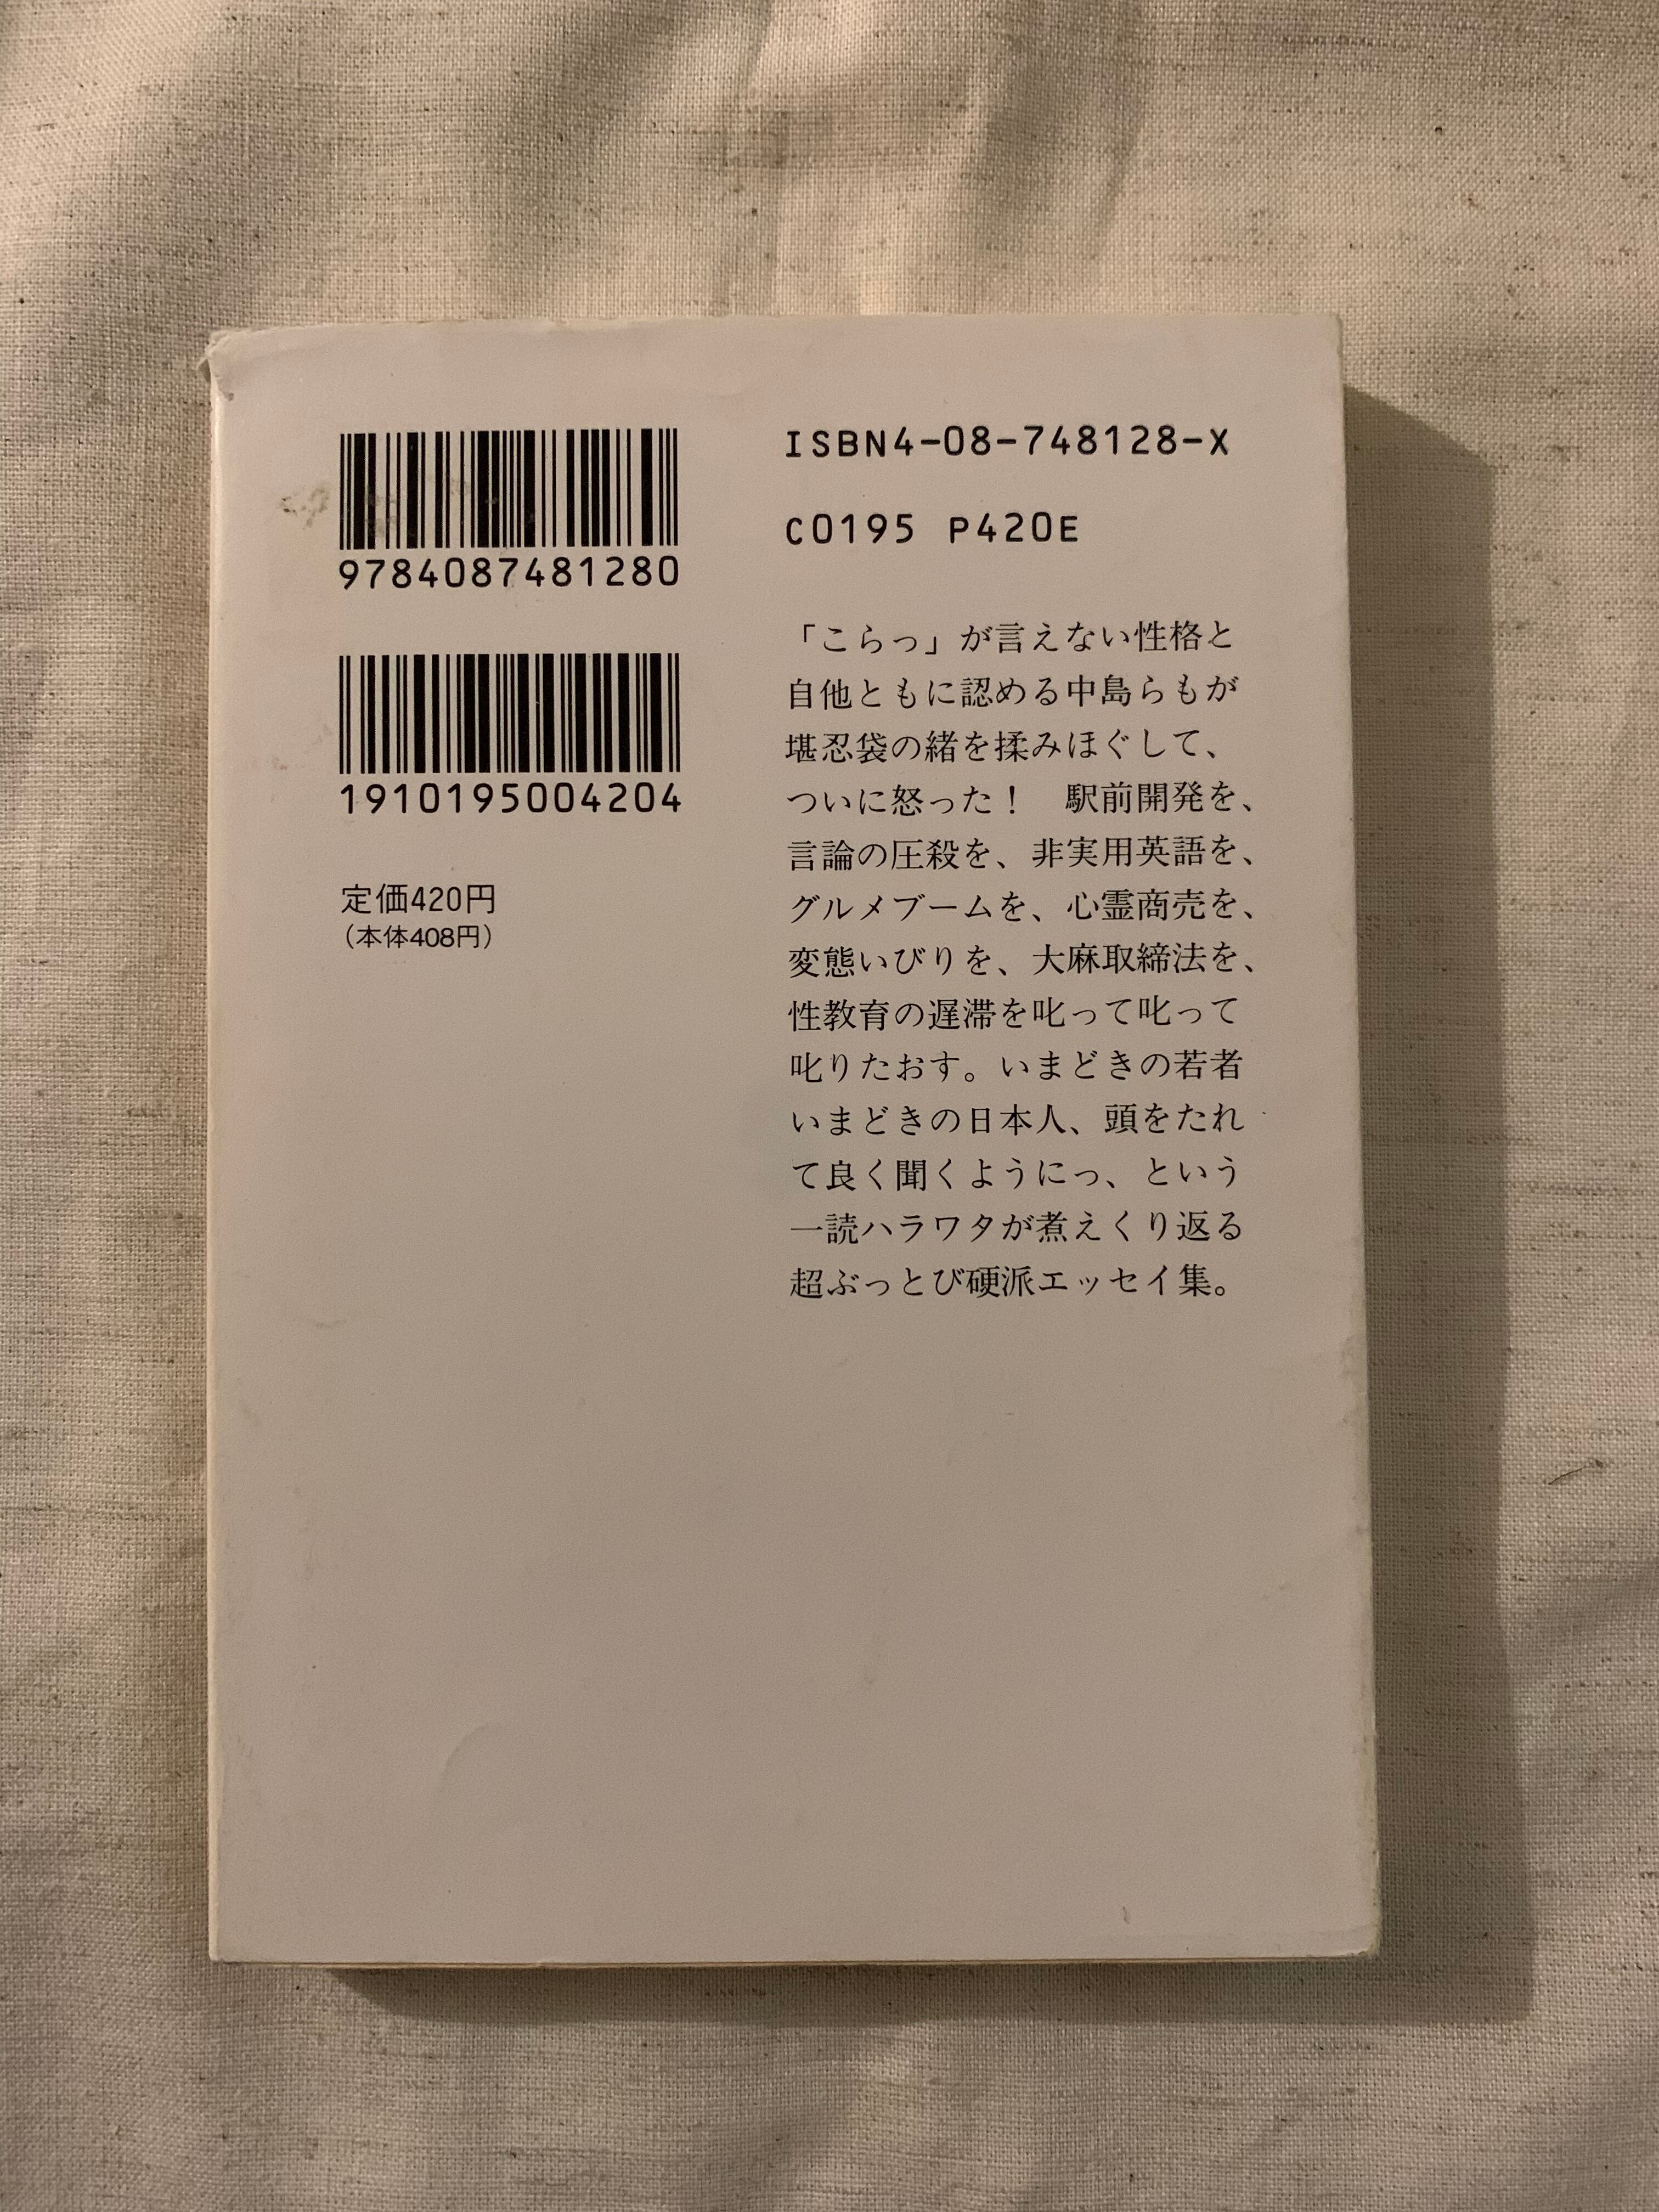 9784087481280
1910195004204
定価420円
（本体408円）
ISBN4-08-748128-X
C0195 P420E
「こらっ」が言えない性格と
自他ともに認める中島らもが
堪忍袋の緒を揉みほぐして、
ついに怒った！　駅前開発を、
言論の圧殺を、非実用英語を、
グルメブームを、心霊商売を、
変態いびりを、大麻取締法を、
性教育の遅滞を叱って叱って
叱りたおす。いまどきの若者
いまどきの日本人、頭をたれ
て良く聞くようにっ、という
一読ハラワタが煮えくり返る
超ぶっとび硬派エッセイ集。